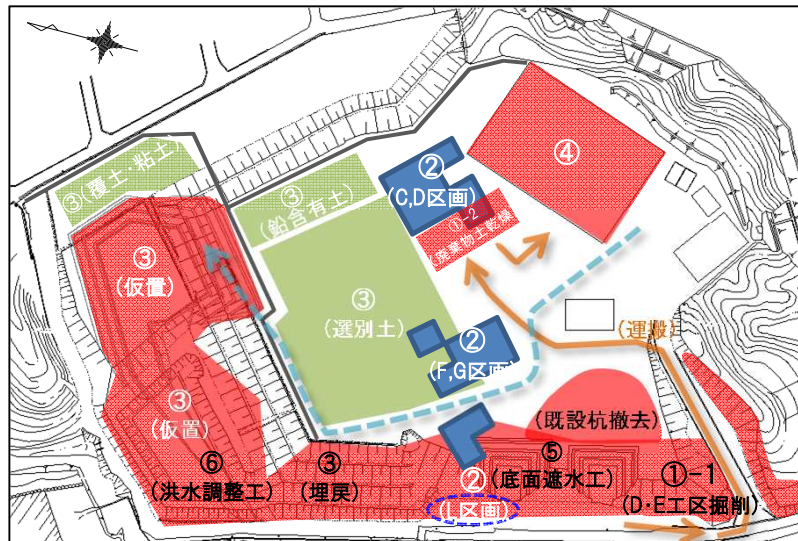 ③(覆土・粘土)
③
(鉛含有土)
②
(C,D区画)
④
①-2
(廃棄物土乾燥)
③
(仮置)
③
(選別土)
②
(F,G区画)
(運搬)
③
(仮置)
(既設杭撤去)
⑥
(洪水調整工)
③
(埋戻)
②
(L区画)
⑤
(底面遮水工)
①-1
(D・E工区掘削)